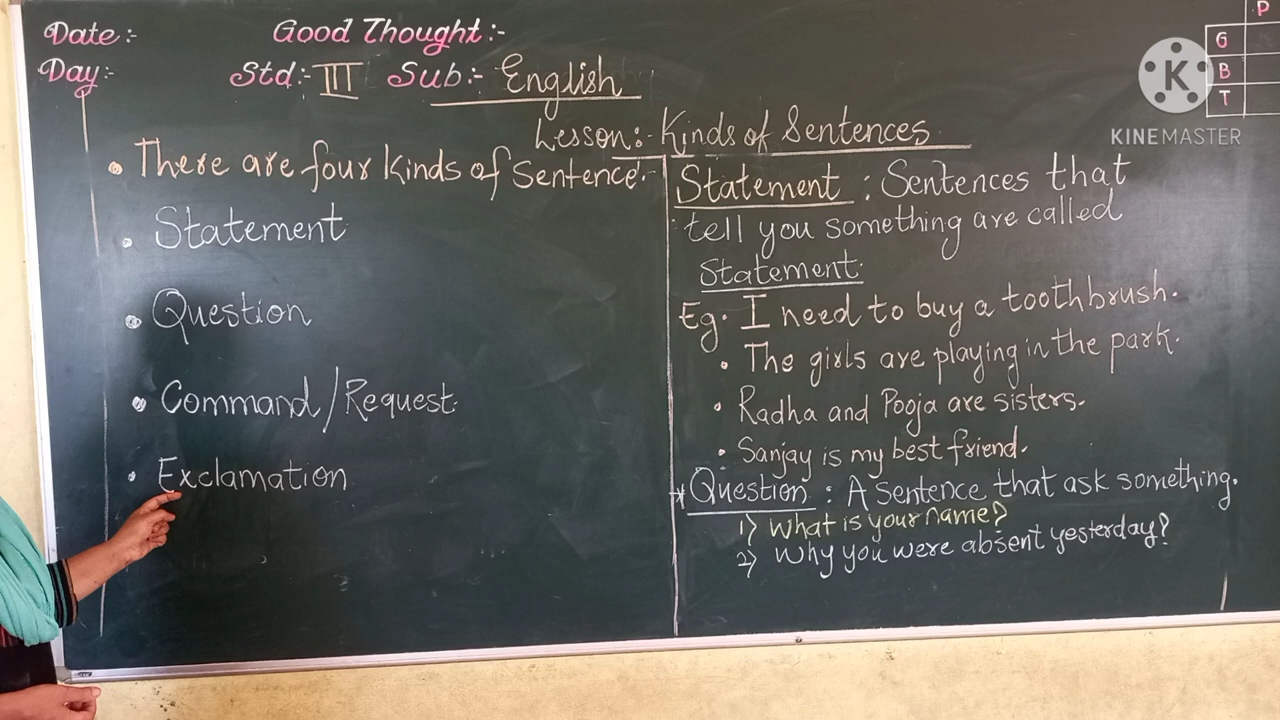 Date:-
Good Thought:-
Day:-
Std:- III Sub:- English
Lesson:- Kinds of Sentences.
• There are four kinds of Sentence:-
• Statement
• Question
• Command/Request.
• Exclamation
Statement : Sentences that
tell you something are called
Statement.
Eg. I need to buy a toothbrush.
• The girls are playing in the park.
• Radha and Pooja are sisters.
• Sanjay is my best friend.
* Question : A Sentence that ask something.
1) What is your name?
2) Why you were absent yesterday?
P
G
B
T
K
KINEMASTER